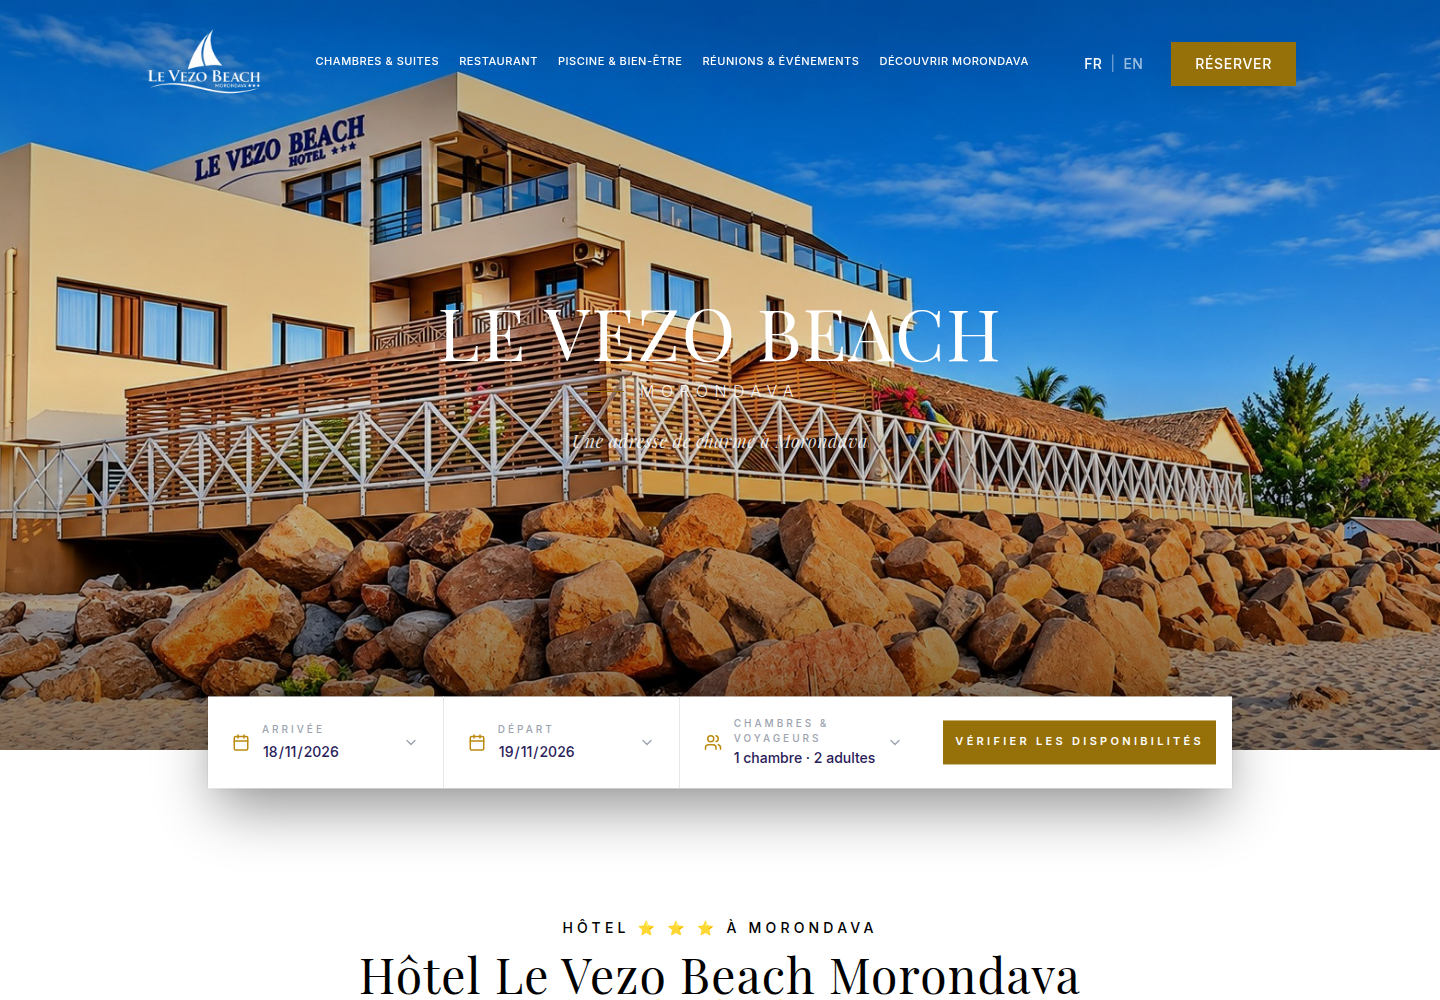 LE VEZO BEACH
MORONDAVA ★★★
CHAMBRES & SUITES
RESTAURANT
PISCINE & BIEN-ÊTRE
RÉUNIONS & ÉVÉNEMENTS
DÉCOUVRIR MORONDAVA
FR | EN
RÉSERVER
LE VEZO BEACH
HOTEL ★★★
LE VEZO BEACH
MORONDAVA
Une adresse de charme à Morondava
ARRIVÉE
18/11/2026
DÉPART
19/11/2026
CHAMBRES &
VOYAGEURS
1 chambre · 2 adultes
VÉRIFIER LES DISPONIBILITÉS
HÔTEL ⭐ ⭐ ⭐ À MORONDAVA
Hôtel Le Vezo Beach Morondava